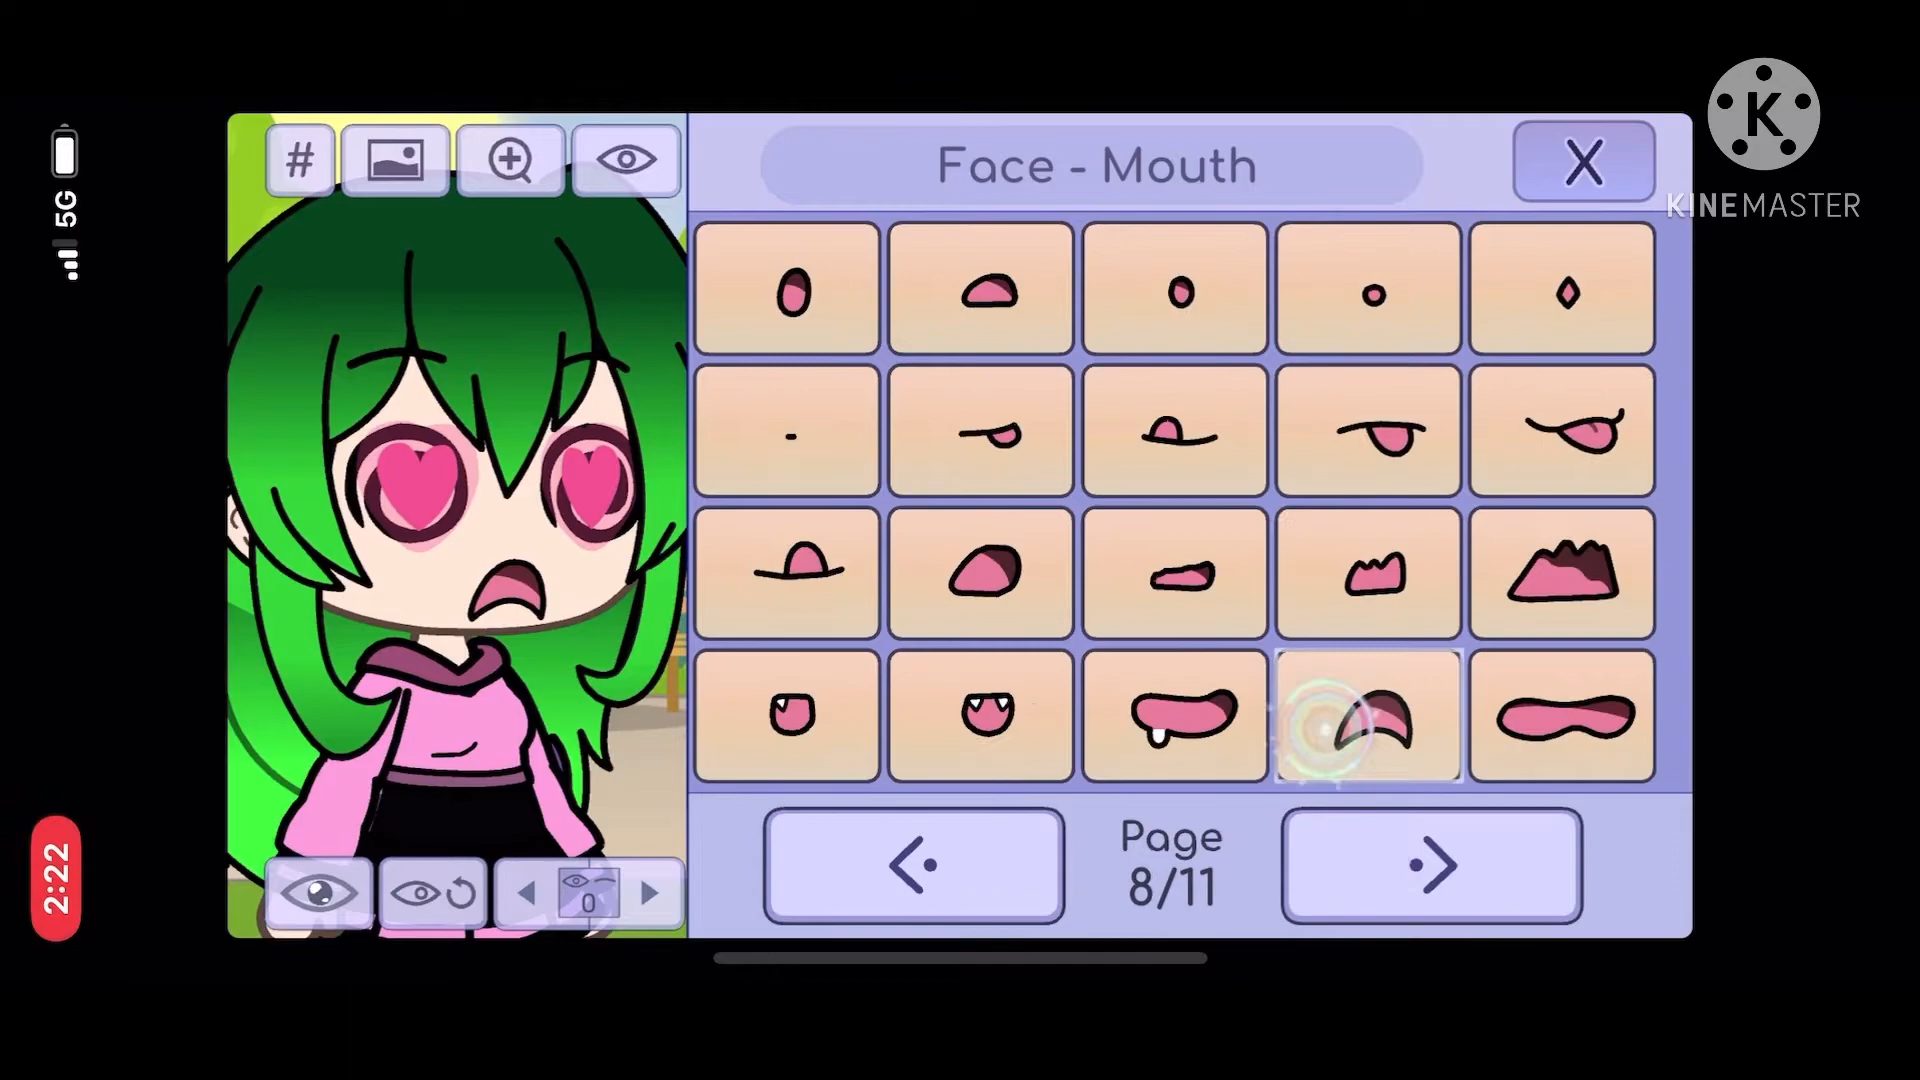 #
Face - Mouth
X
K
KINEMASTER
5G
2:22
0
Page
8/11